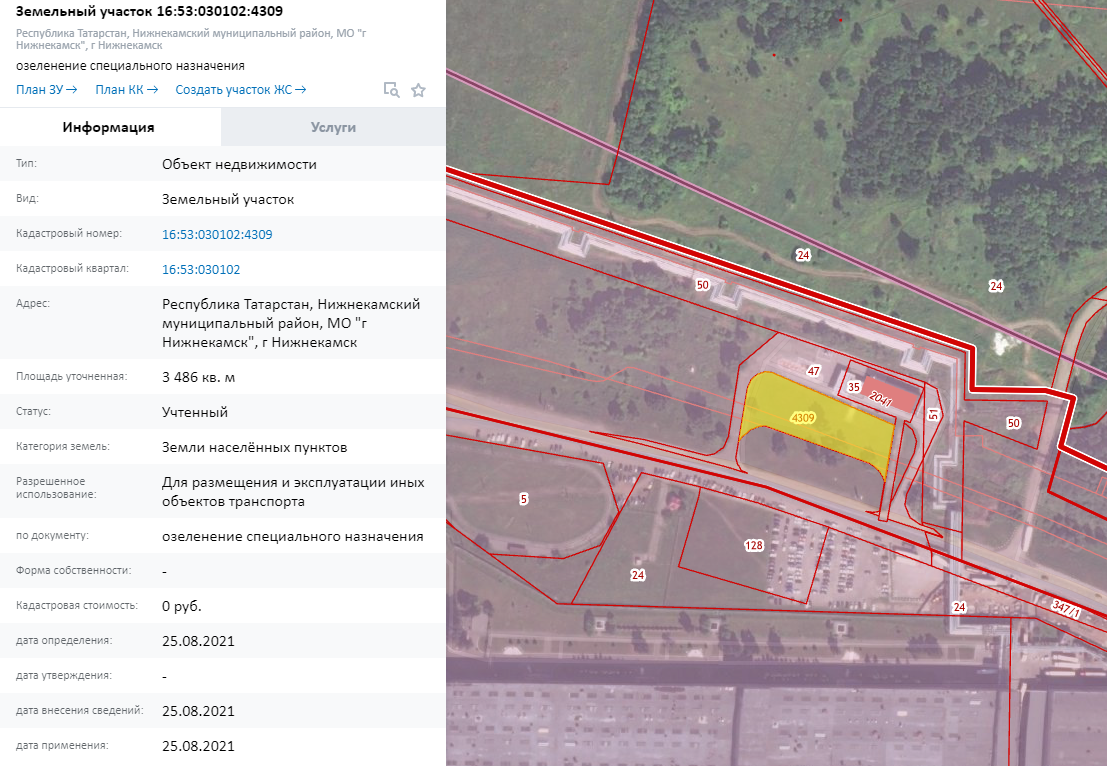 Земельный участок 16:53:030102:4309
Республика Татарстан, Нижнекамский муниципальный район, МО "г
Нижнекамск", г Нижнекамск
озеленение специального назначения
План ЗУ→ План КК→ Создать участок ЖС→
Информация Услуги
Тип: Объект недвижимости
Вид: Земельный участок
Кадастровый номер: 16:53:030102:4309
Кадастровый квартал: 16:53:030102
Адрес: Республика Татарстан, Нижнекамский
муниципальный район, МО "г
Нижнекамск", г Нижнекамск
Площадь уточненная: 3 486 кв. м
Статус: Учтенный
Категория земель: Земли населённых пунктов
Разрешенное
использование:
Для размещения и эксплуатации иных
объектов транспорта
по документу: озеленение специального назначения
Форма собственности: -
Кадастровая стоимость: 0 руб.
дата определения: 25.08.2021
дата утверждения: -
дата внесения сведений: 25.08.2021
дата применения: 25.08.2021
24
50
24
47
35
2041
4309
51
50
5
128
24
24
347/1